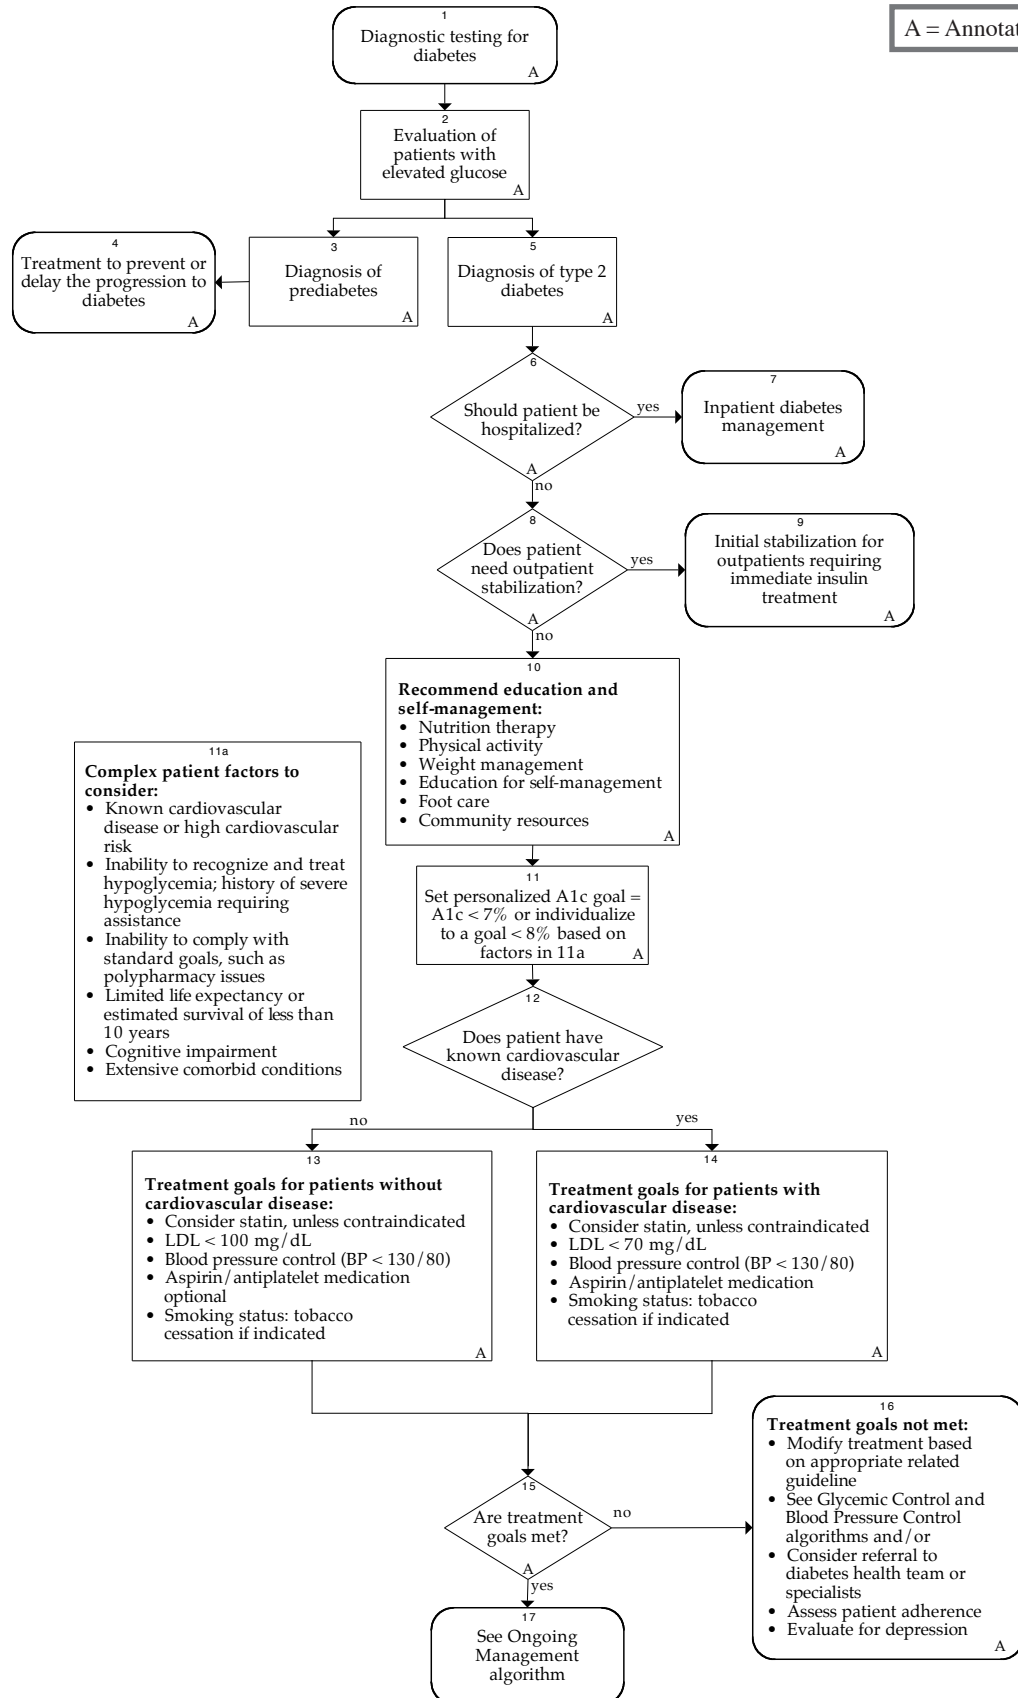 A = Annotat
1
Diagnostic testing for
diabetes
A
2
Evaluation of
patients with
elevated glucose
A
4
Treatment to prevent or
delay the progression to
diabetes
A
3
Diagnosis of
prediabetes
A
5
Diagnosis of type 2
diabetes
A
6
Should patient be
hospitalized?
A
yes
7
Inpatient diabetes
management
A
no
8
Does patient
need outpatient
stabilization?
A
yes
9
Initial stabilization for
outpatients requiring
immediate insulin
treatment
A
no
10
Recommend education and
self-management:
• Nutrition therapy
• Physical activity
• Weight management
• Education for self-management
• Foot care
• Community resources
A
11a
Complex patient factors to
consider:
• Known cardiovascular
disease or high cardiovascular
risk
• Inability to recognize and treat
hypoglycemia; history of severe
hypoglycemia requiring
assistance
• Inability to comply with
standard goals, such as
polypharmacy issues
• Limited life expectancy or
estimated survival of less than
10 years
• Cognitive impairment
• Extensive comorbid conditions
11
Set personalized A1c goal =
A1c < 7% or individualize
to a goal < 8% based on
factors in 11a
A
12
Does patient have
known cardiovascular
disease?
no
yes
13
Treatment goals for patients without
cardiovascular disease:
• Consider statin, unless contraindicated
• LDL < 100 mg/dL
• Blood pressure control (BP < 130/80)
• Aspirin/antiplatelet medication
optional
• Smoking status: tobacco
cessation if indicated
A
14
Treatment goals for patients with
cardiovascular disease:
• Consider statin, unless contraindicated
• LDL < 70 mg/dL
• Blood pressure control (BP < 130/80)
• Aspirin/antiplatelet medication
• Smoking status: tobacco
cessation if indicated
A
15
Are treatment
goals met?
A
no
16
Treatment goals not met:
• Modify treatment based
on appropriate related
guideline
• See Glycemic Control and
Blood Pressure Control
algorithms and/or
• Consider referral to
diabetes health team or
specialists
• Assess patient adherence
• Evaluate for depression
A
yes
17
See Ongoing
Management
algorithm